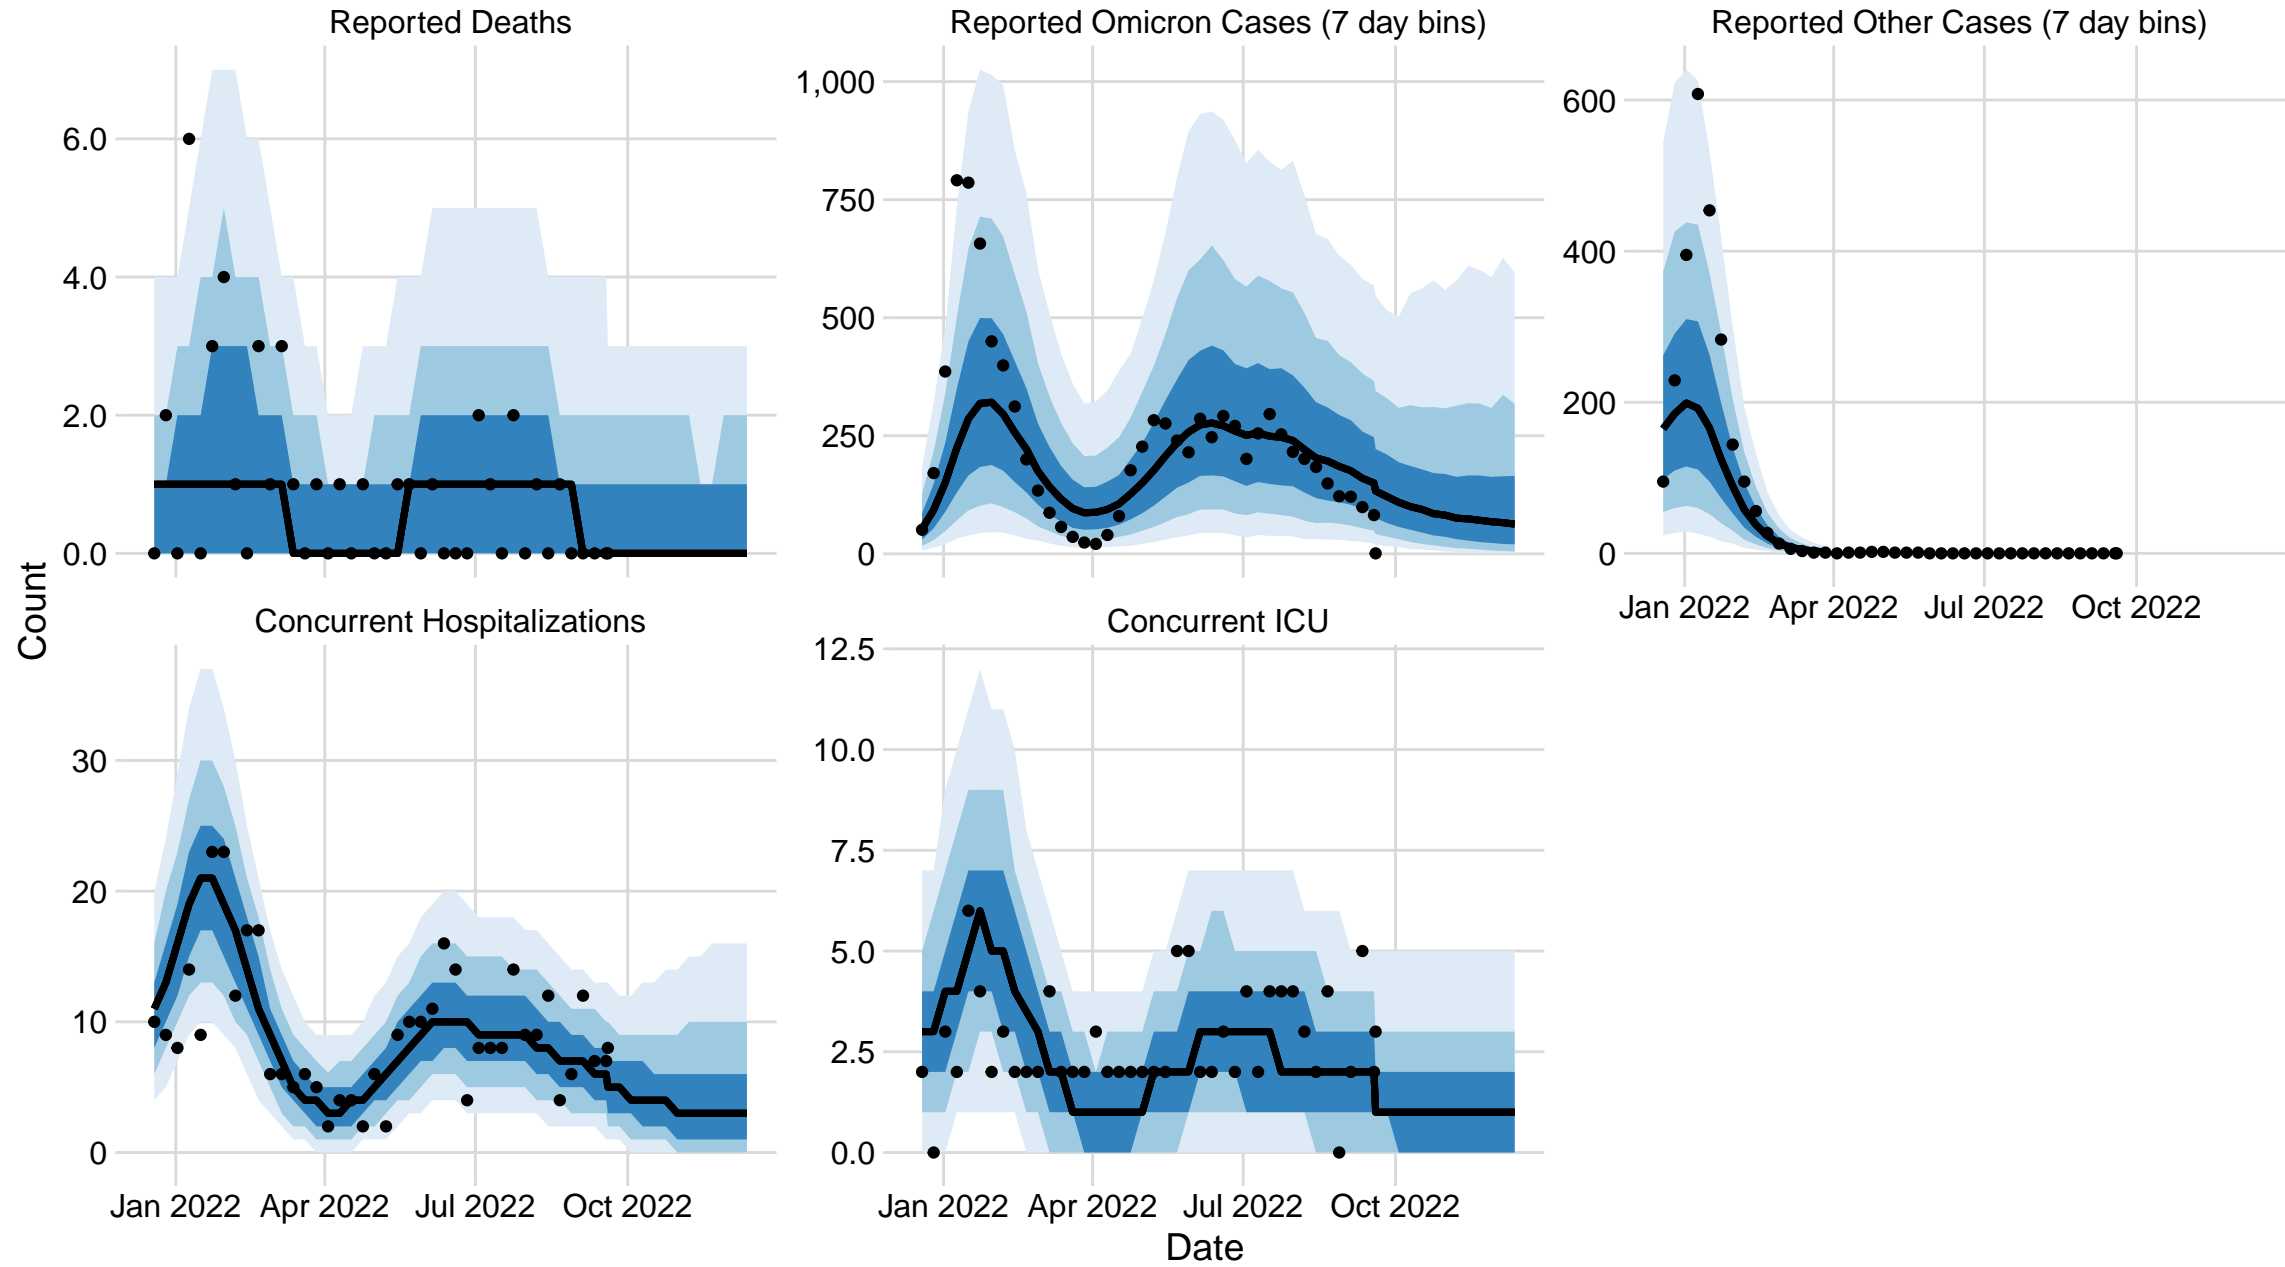 Reported Deaths
Reported Omicron Cases (7 day bins)
Reported Other Cases (7 day bins)
6.0
4.0
2.0
0.0
1,000
750
500
250
0
600
400
200
0
Jan 2022 Apr 2022 Jul 2022 Oct 2022
Count
Concurrent Hospitalizations
Concurrent ICU
30
20
10
0
12.5
10.0
7.5
5.0
2.5
0.0
Jan 2022 Apr 2022 Jul 2022 Oct 2022
Jan 2022 Apr 2022 Jul 2022 Oct 2022
Date